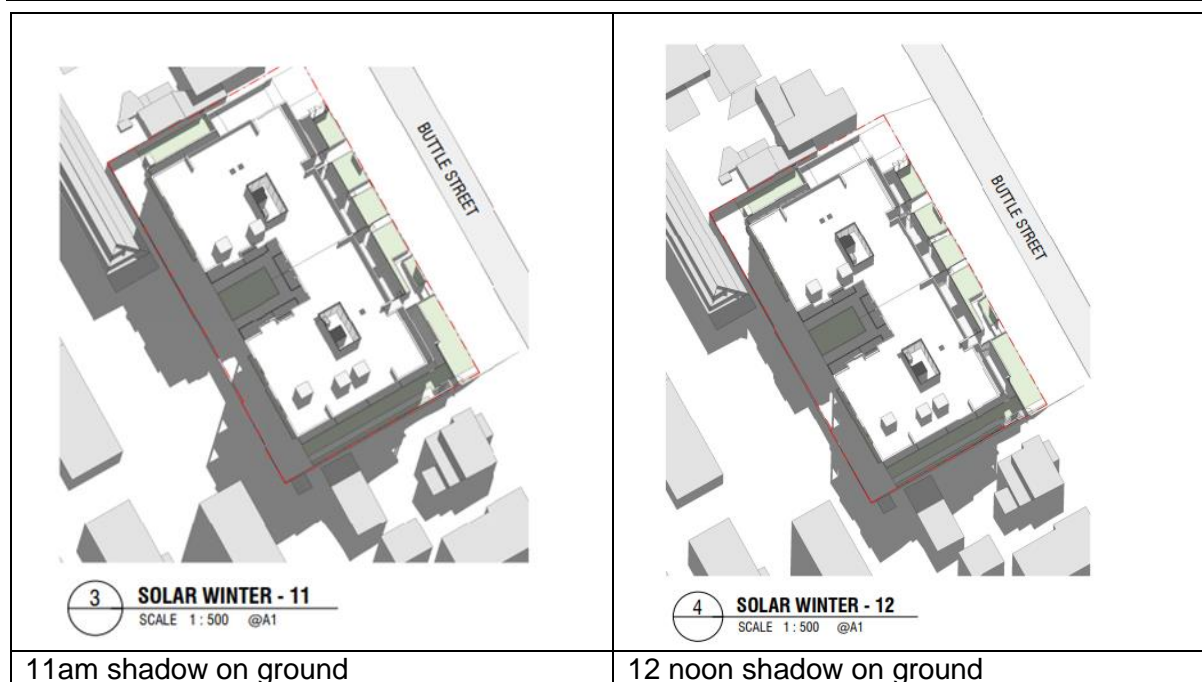 BUTTLE STREET
3
SOLAR WINTER - 11
SCALE 1 : 500 @A1
11am shadow on ground
BUTTLE STREET
4
SOLAR WINTER - 12
SCALE 1 : 500 @A1
12 noon shadow on ground